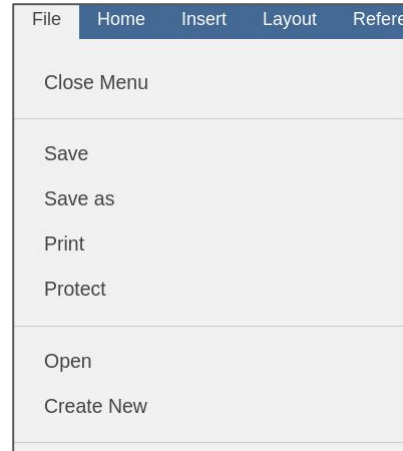 File Home Insert Layout
Close Menu
Save
Save as
Print
Protect
Open
Create New